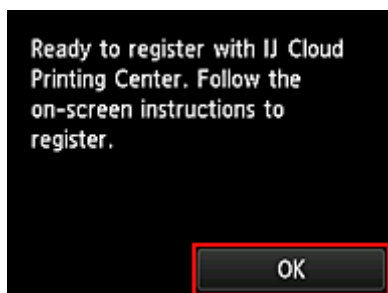 Ready to register with IJ Cloud
Printing Center. Follow the
on-screen instructions to
register.
OK